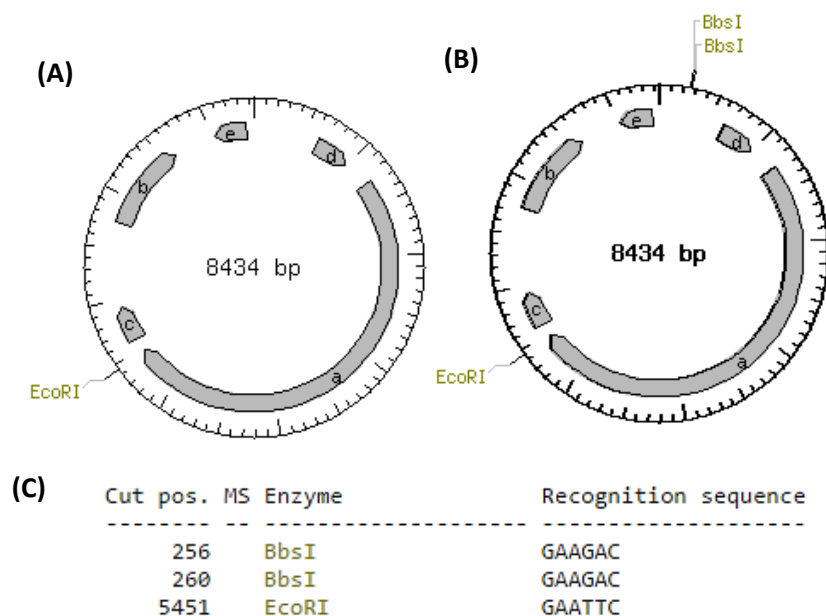 (A)
e
d
b
8434 bp
c
a
EcoRI
(B)
BbsI
BbsI
e
d
b
8434 bp
c
a
EcoRI
(C)
Cut pos. MS Enzyme Recognition sequence
-------- -- -------------------- --------------------
256 BbsI GAAGAC
260 BbsI GAAGAC
5451 EcoRI GAATTC